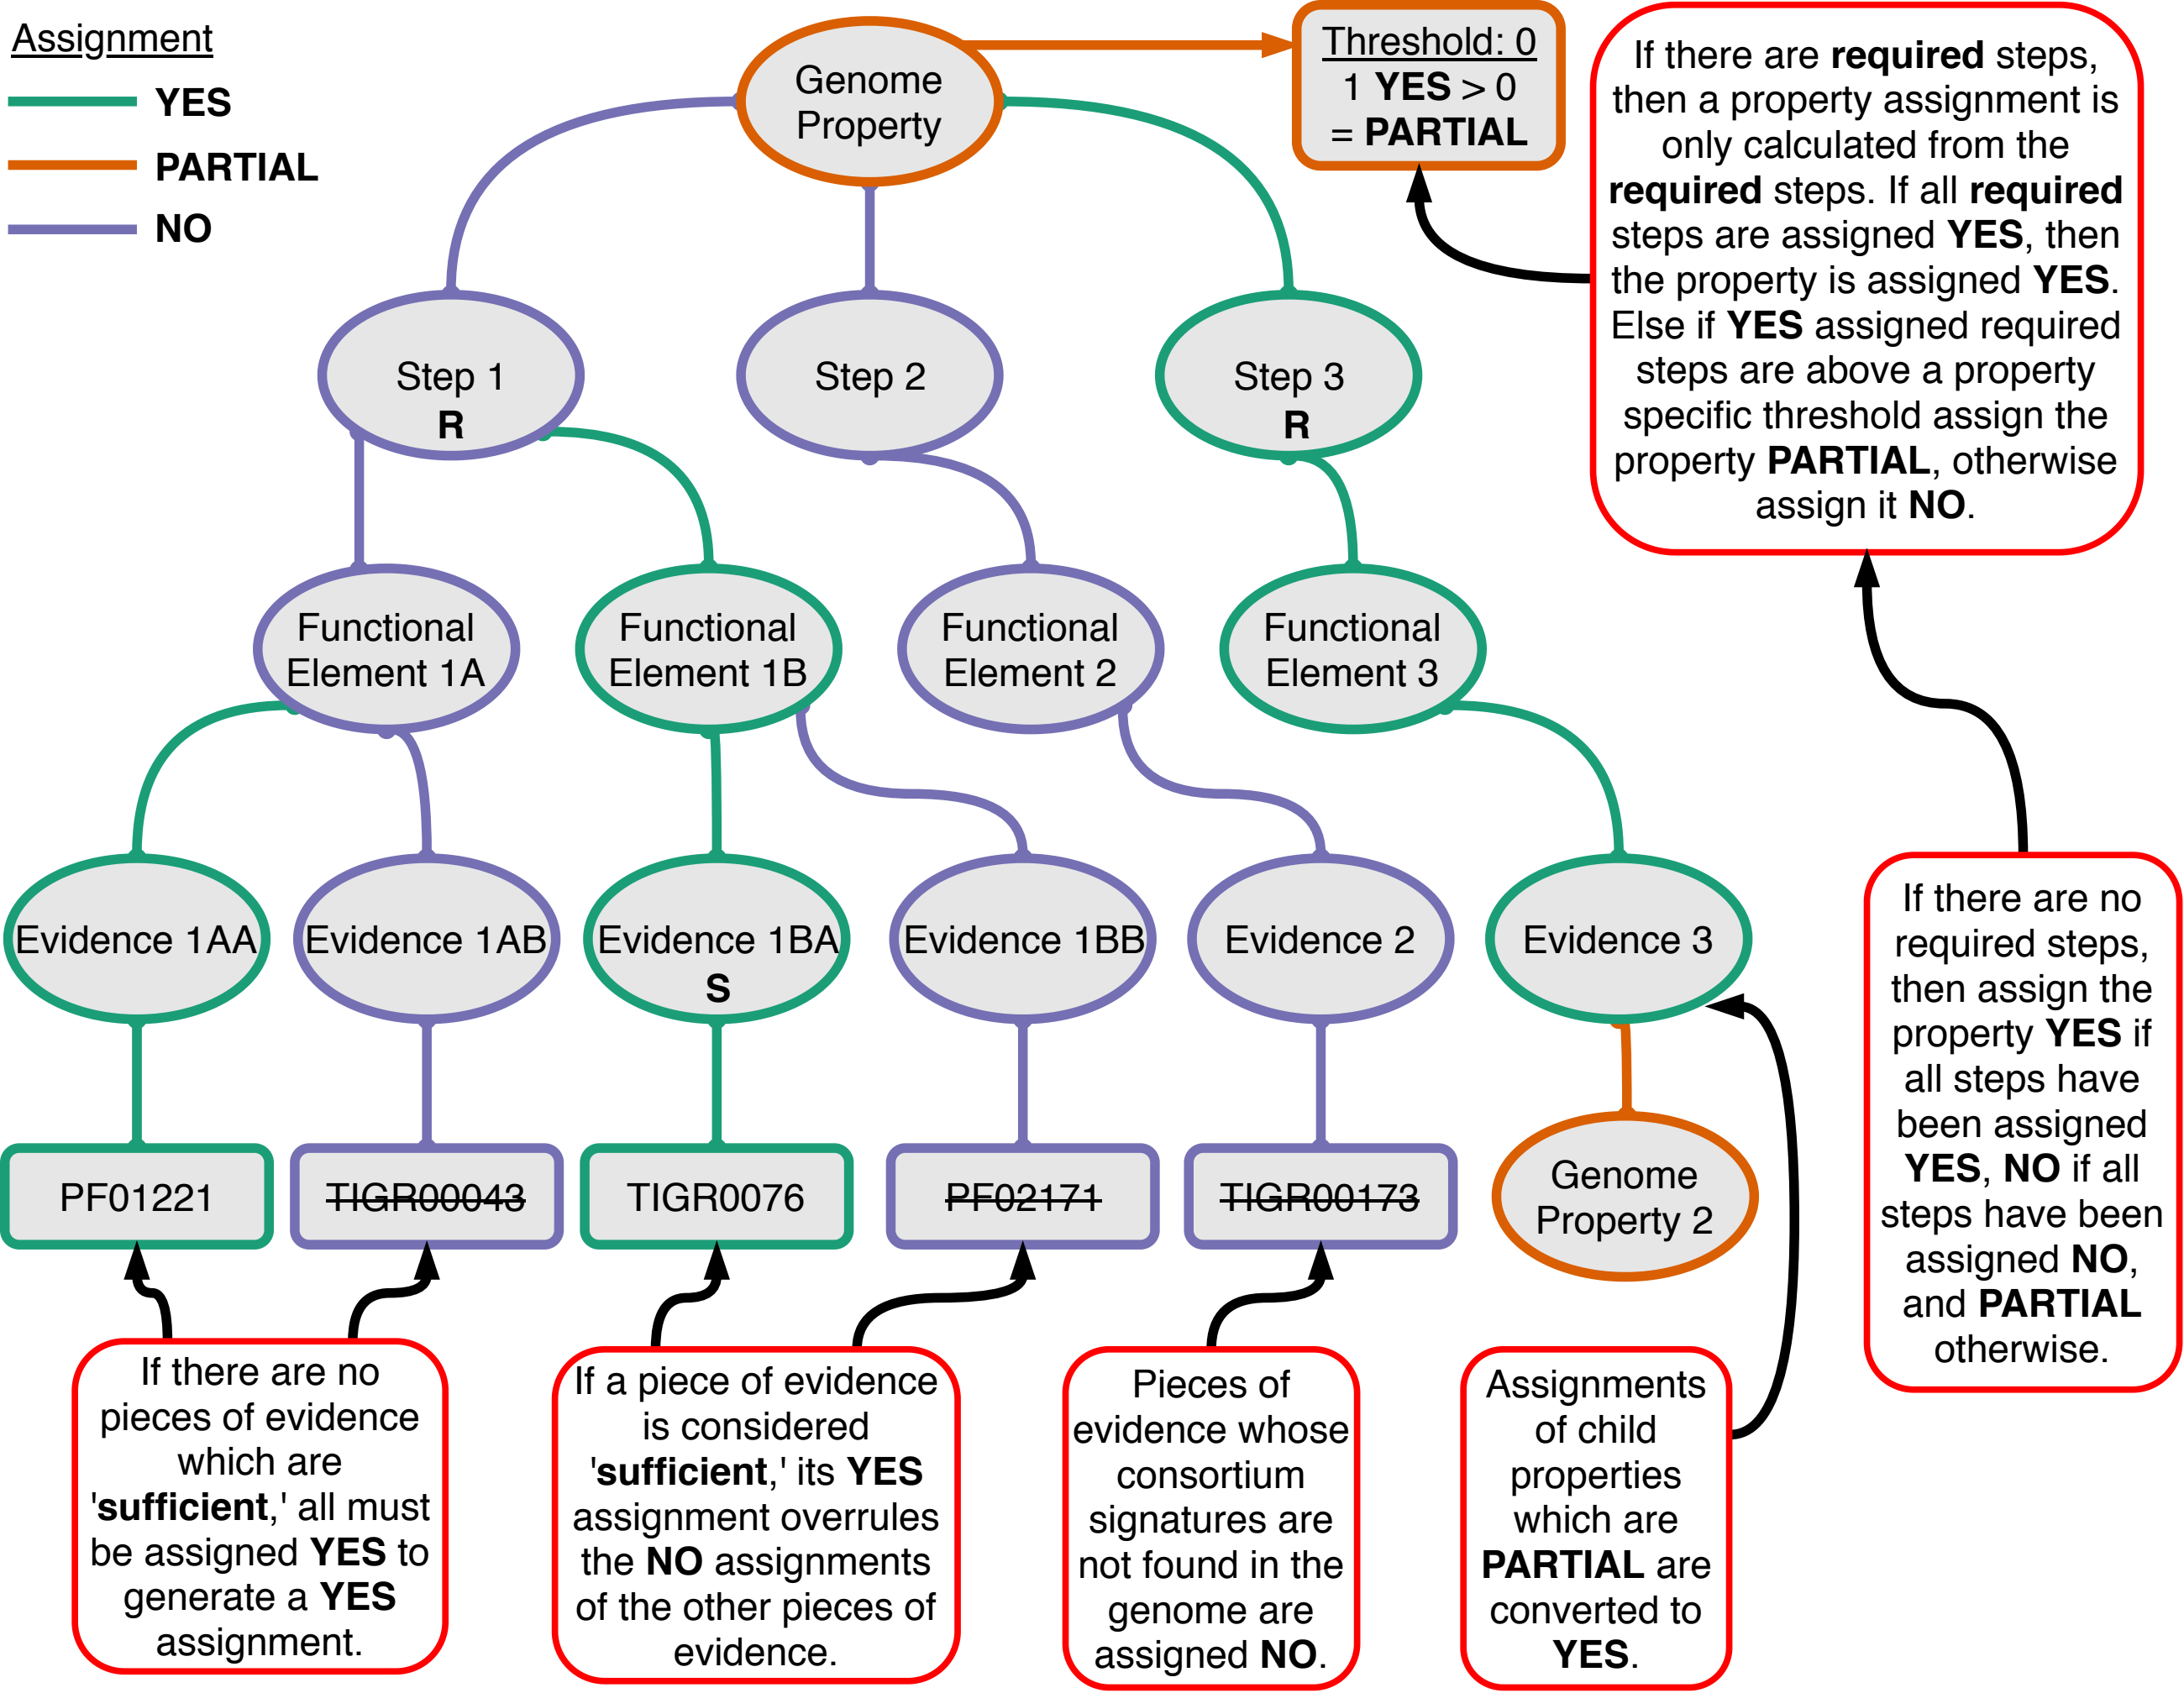 Assignment
YES
PARTIAL
NO
Genome
Property
Threshold: 0
1 YES > 0
= PARTIAL
If there are required steps,
then a property assignment is
only calculated from the
required steps. If all required
steps are assigned YES, then
the property is assigned YES.
Else if YES assigned required
steps are above a property
specific threshold assign the
property PARTIAL, otherwise
assign it NO.
Step 1
R
Step 2
Step 3
R
Functional
Element 1A
Functional
Element 1B
Functional
Element 2
Functional
Element 3
Evidence 1AA
Evidence 1AB
Evidence 1BA
S
Evidence 1BB
Evidence 2
Evidence 3
If there are no
required steps,
then assign the
property YES if
all steps have
been assigned
YES, NO if all
steps have been
assigned NO,
and PARTIAL
otherwise.
PF01221
TIGR00043
TIGR0076
PF02171
TIGR00173
Genome
Property 2
If there are no
pieces of evidence
which are
'sufficient,' all must
be assigned YES to
generate a YES
assignment.
If a piece of evidence
is considered
'sufficient,' its YES
assignment overrules
the NO assignments
of the other pieces of
evidence.
Pieces of
evidence whose
consortium
signatures are
not found in the
genome are
assigned NO.
Assignments
of child
properties
which are
PARTIAL are
converted to
YES.